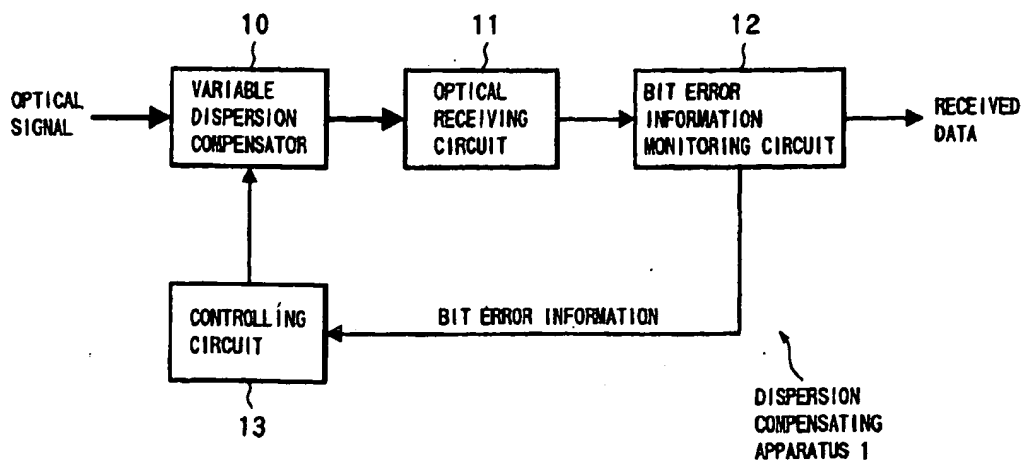 10
11
12
OPTICAL
SIGNAL
VARIABLE
DISPERSION
COMPENSATOR
OPTICAL
RECEIVING
CIRCUIT
BIT ERROR
INFORMATION
MONITORING CIRCUIT
RECEIVED
DATA
CONTROLLING
CIRCUIT
BIT ERROR INFORMATION
13
DISPERSION
COMPENSATING
APPARATUS 1